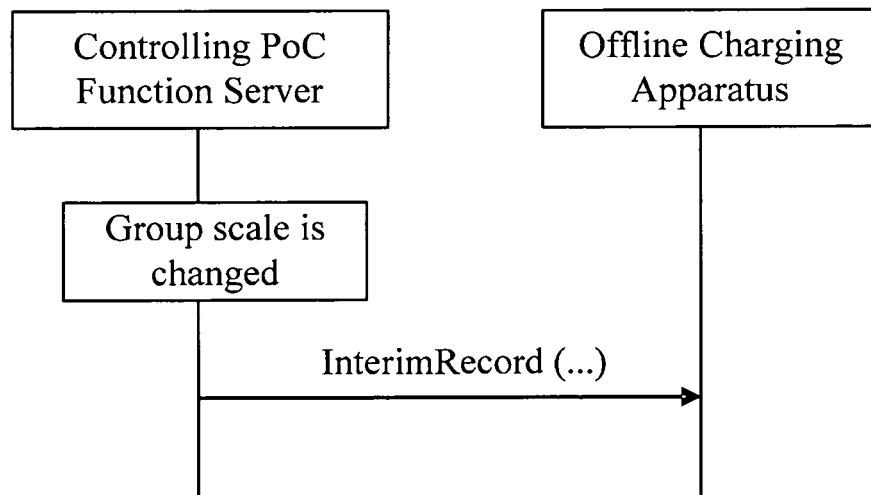 Controlling PoC
Function Server
Offline Charging
Apparatus
Group scale is
changed
InterimRecord (...)